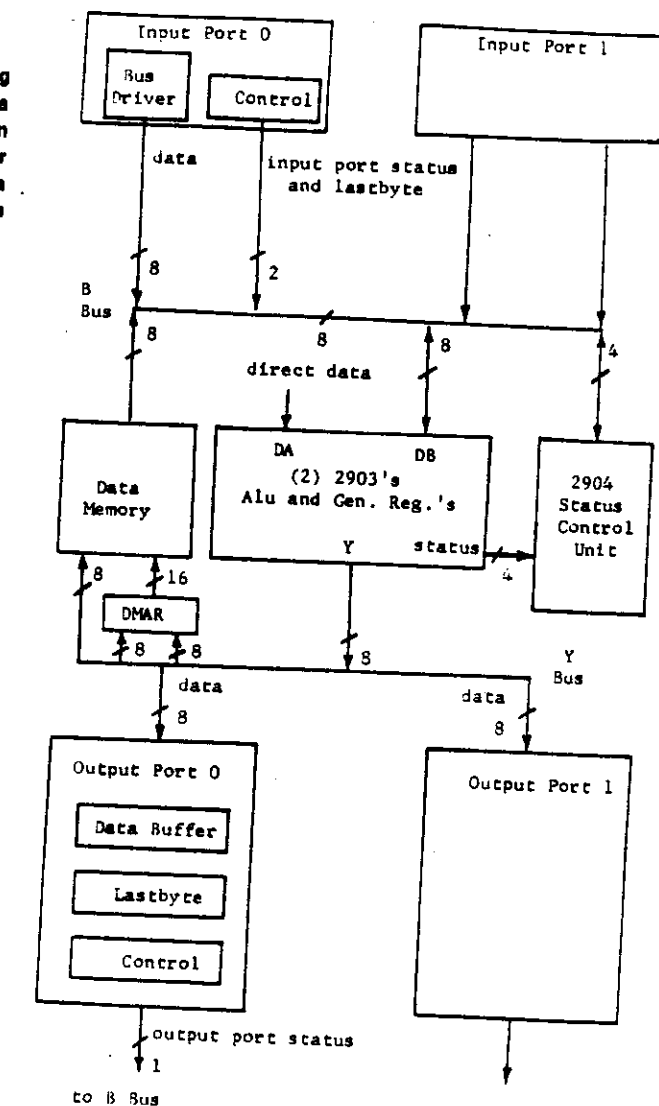 Input Port 0
Bus
Driver
Control
Input Port 1
data
input port status
and lastbyte
8
2
B
Bus
8
8
8
4
direct data
DA
DB
(2) 2903's
Alu and Gen. Reg.'s
Y
status
4
Data
Memory
2904
Status
Control
Unit
8
16
DMAR
8
8
8
Y
Bus
data
8
data
8
Output Port 0
Data Buffer
Lastbyte
Control
Output Port 1
output port status
1
to B Bus